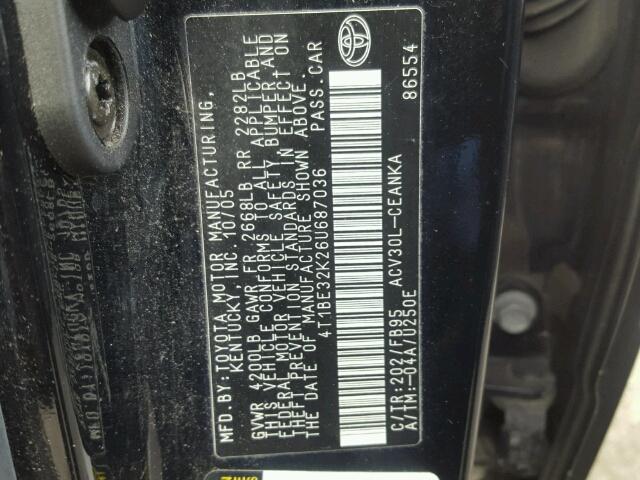 MFD.BY:TOYOTA MOTOR MANUFACTURING,
KENTUCKY, INC. 10/05
GVWR 4200LB GAWR FR 2668LB RR 2282LB
THIS VEHICLE CONFORMS TO ALL APPLICABLE
FEDERAL MOTOR VEHICLE SAFETY, BUMPER AND
THEFT PREVENTION STANDARDS IN EFFECT ON
THE DATE OF MANUFACTURE SHOWN ABOVE.
4T1BE32K26U687036 PASS.CAR
C/TR:202/FB95 ACV30L-CEANKA
A/TM:-04A/U250E 86554